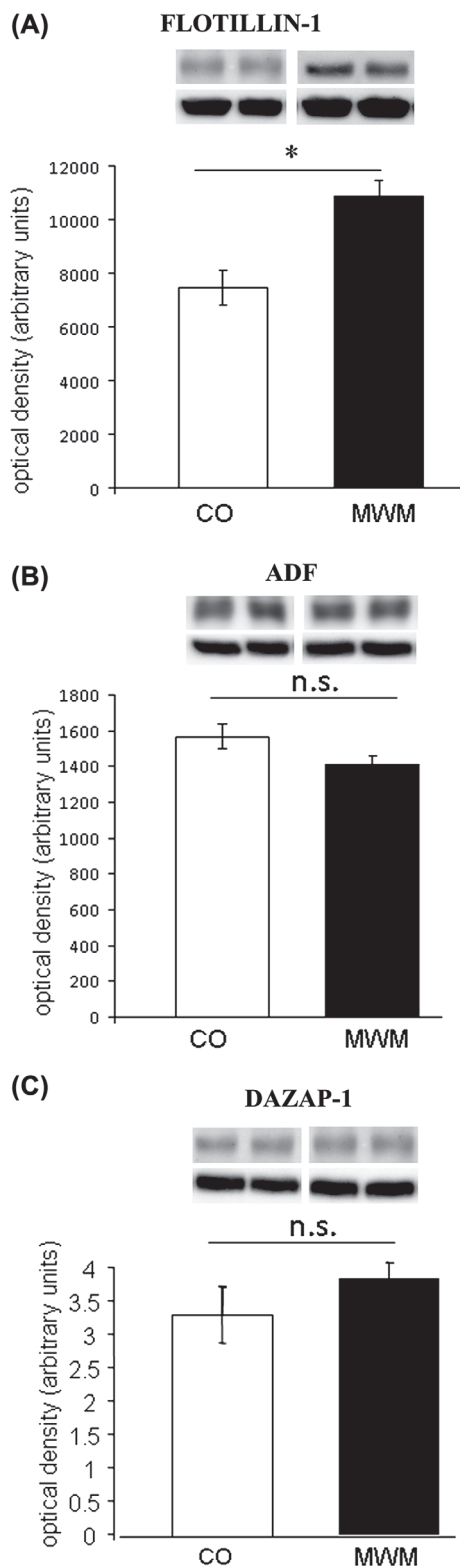 (A) FLOTILLIN-1
*
optical density (arbitrary units)
12000
10000
8000
6000
4000
2000
0
CO MWM
(B) ADF
n.s.
optical density (arbitrary units)
1800
1600
1400
1200
1000
800
600
400
200
0
CO MWM
(C) DAZAP-1
n.s.
optical density (arbitrary units)
4
3.5
3
2.5
2
1.5
1
0.5
0
CO MWM